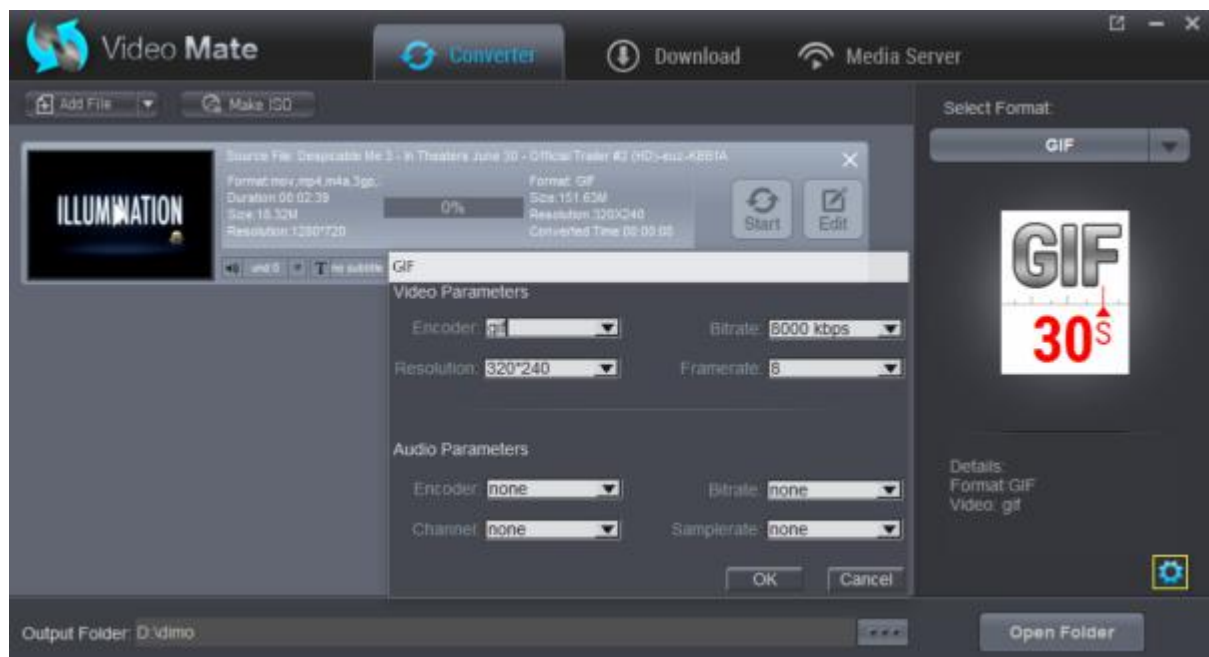 Video Mate
Converter
Download
Media Server
Add File
Make ISO
Select Format:
GIF
Source File: Despicable Me 3 - In Theaters June 30 - Official Trailer #2 (HD)-
ILLUMINATION
Format:mov,mp4,m4a,3gp,
Duration:00:02:39
Size:18.32M
Resolution:1280*720
0%
Format: GIF
Size:151.63M
Resolution:320X240
Converted Time:00:00:00
Start
Edit
und 0
T no subtitle
GIF
Video Parameters
Encoder: gif
Bitrate: 8000 kbps
Resolution: 320*240
Framerate: 8
Audio Parameters
Encoder: none
Bitrate: none
Channel: none
Samplerate: none
OK
Cancel
GIF
30S
Details:
Format:GIF
Video: gif
Output Folder: D:\dimo
Open Folder